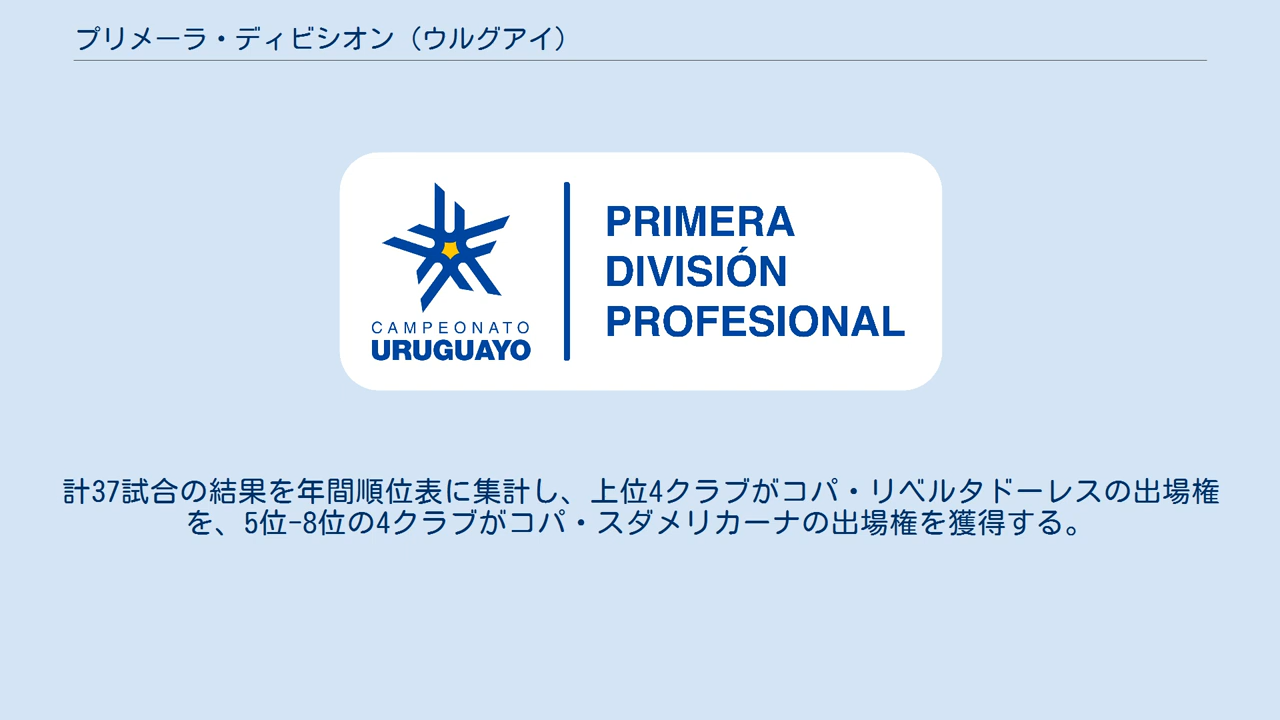 プリメーラ・ディビシオン（ウルグアイ）
CAMPEONATO
URUGUAYO
PRIMERA
DIVISIÓN
PROFESIONAL
計37試合の結果を年間順位表に集計し、上位4クラブがコパ・リベルタドーレスの出場権
を、5位-8位の4クラブがコパ・スダメリカーナの出場権を獲得する。